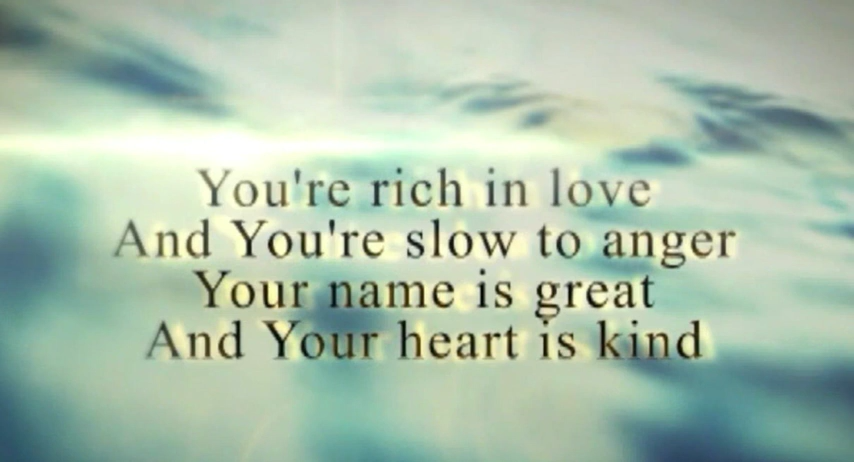 You're rich in love
And You're slow to anger
Your name is great
And Your heart is kind